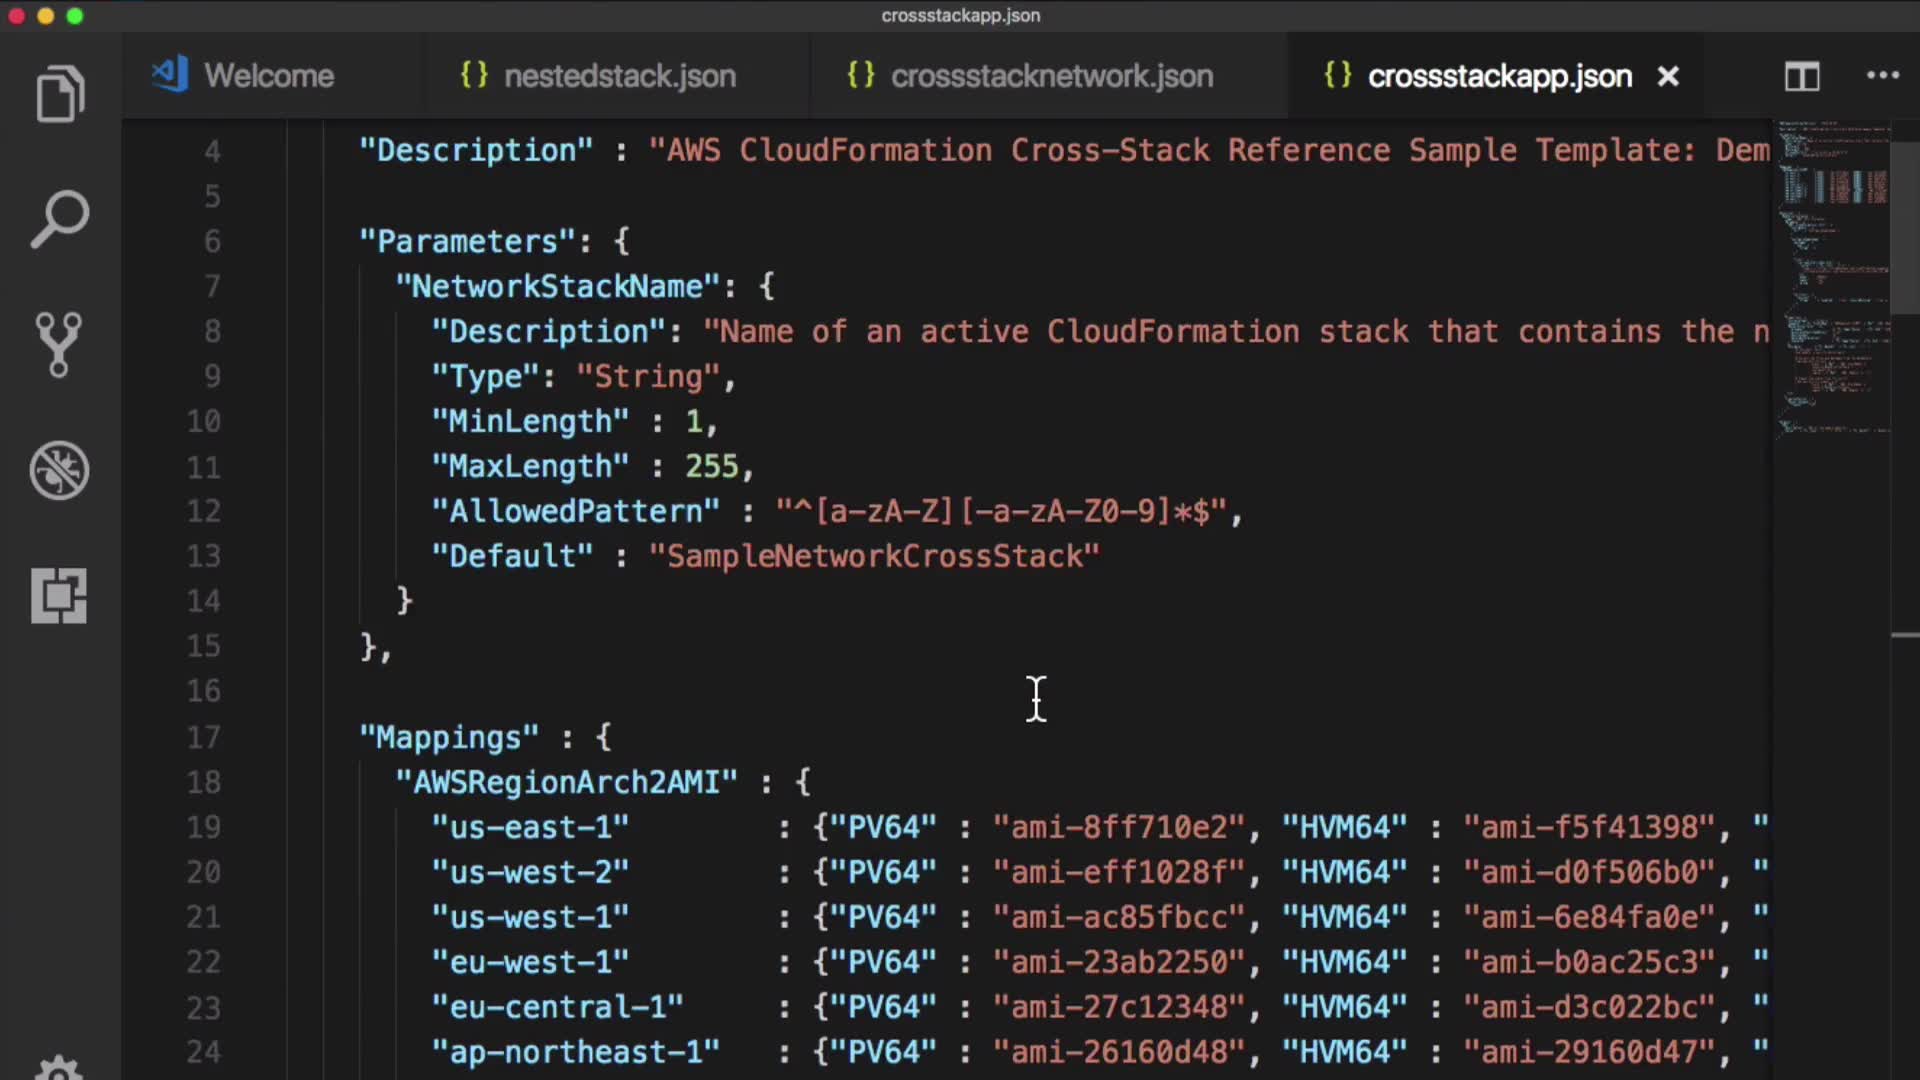 crossstackapp.json
Welcome
{} nestedstack.json
{} crossstacknetwork.json
{} crossstackapp.json
4 "Description" : "AWS CloudFormation Cross-Stack Reference Sample Template: Dem
5
6 "Parameters": {
7 "NetworkStackName": {
8 "Description": "Name of an active CloudFormation stack that contains the n
9 "Type": "String",
10 "MinLength" : 1,
11 "MaxLength" : 255,
12 "AllowedPattern" : "^[a-zA-Z][-a-zA-Z0-9]*$",
13 "Default" : "SampleNetworkCrossStack"
14 }
15 },
16
17 "Mappings" : {
18 "AWSRegionArch2AMI" : {
19 "us-east-1" : {"PV64" : "ami-8ff710e2", "HVM64" : "ami-f5f41398", "
20 "us-west-2" : {"PV64" : "ami-eff1028f", "HVM64" : "ami-d0f506b0", "
21 "us-west-1" : {"PV64" : "ami-ac85fbcc", "HVM64" : "ami-6e84fa0e", "
22 "eu-west-1" : {"PV64" : "ami-23ab2250", "HVM64" : "ami-b0ac25c3", "
23 "eu-central-1" : {"PV64" : "ami-27c12348", "HVM64" : "ami-d3c022bc", "
24 "ap-northeast-1" : {"PV64" : "ami-26160d48", "HVM64" : "ami-29160d47", "